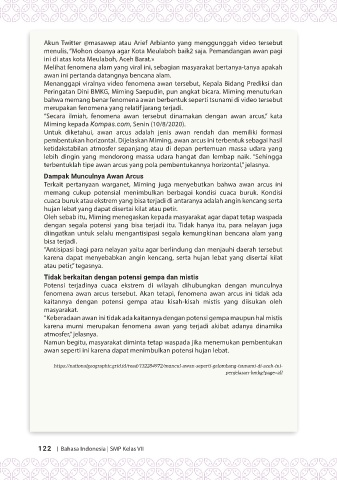 Akun Twitter @masawep atau Arief Arbianto yang menggunggah video tersebut
menulis, "Mohon doanya agar Kota Meulaboh baik2 saja. Pemandangan awan pagi
ini di atas kota Meulaboh, Aceh Barat.»
Melihat fenomena alam yang viral ini, sebagian masyarakat bertanya-tanya apakah
awan ini pertanda datangnya bencana alam.
Menanggapi viralnya video fenomena awan tersebut, Kepala Bidang Prediksi dan
Peringatan Dini BMKG, Miming Saepudin, pun angkat bicara. Miming menuturkan
bahwa memang benar fenomena awan berbentuk seperti tsunami di video tersebut
merupakan fenomena yang relatif jarang terjadi.
"Secara ilmiah, fenomena awan tersebut dinamakan dengan awan arcus," kata
Miming kepada Kompas.com, Senin (10/8/2020).
Untuk diketahui, awan arcus adalah jenis awan rendah dan memiliki formasi
pembentukan horizontal. Dijelaskan Miming, awan arcus ini terbentuk sebagai hasil
ketidakstabilan atmosfer sepanjang atau di depan pertemuan massa udara yang
lebih dingin yang mendorong massa udara hangat dan lembap naik. "Sehingga
terbentuklah tipe awan arcus yang pola pembentukannya horizontal," jelasnya.
Dampak Munculnya Awan Arcus
Terkait pertanyaan warganet, Miming juga menyebutkan bahwa awan arcus ini
memang cukup potensial menimbulkan berbagai kondisi cuaca buruk. Kondisi
cuaca buruk atau ekstrem yang bisa terjadi di antaranya adalah angin kencang serta
hujan lebat yang dapat disertai kilat atau petir.
Oleh sebab itu, Miming menegaskan kepada masyarakat agar dapat tetap waspada
dengan segala potensi yang bisa terjadi itu. Tidak hanya itu, para nelayan juga
diingatkan untuk selalu mengantisipasi segala kemungkinan bencana alam yang
bisa terjadi.
"Antisipasi bagi para nelayan yaitu agar berlindung dan menjauhi daerah tersebut
karena dapat menyebabkan angin kencang, serta hujan lebat yang disertai kilat
atau petir," tegasnya.
Tidak berkaitan dengan potensi gempa dan mistis
Potensi terjadinya cuaca ekstrem di wilayah dihubungkan dengan munculnya
fenomena awan arcus tersebut. Akan tetapi, fenomena awan arcus ini tidak ada
kaitannya dengan potensi gempa atau kisah-kisah mistis yang diisukan oleh
masyarakat.
"Keberadaan awan ini tidak ada kaitannya dengan potensi gempa maupun hal mistis
karena murni merupakan fenomena awan yang terjadi akibat adanya dinamika
atmosfer," jelasnya.
Namun begitu, masyarakat diminta tetap waspada jika menemukan pembentukan
awan seperti ini karena dapat menimbulkan potensi hujan lebat.
https://nationalgeographic.grid.id/read/132284972/muncul-awan-seperti-gelombang-tsunami-di-aceh-ini-
penjelasan-bmkg?page=all
122 | Bahasa Indonesia | SMP Kelas VII